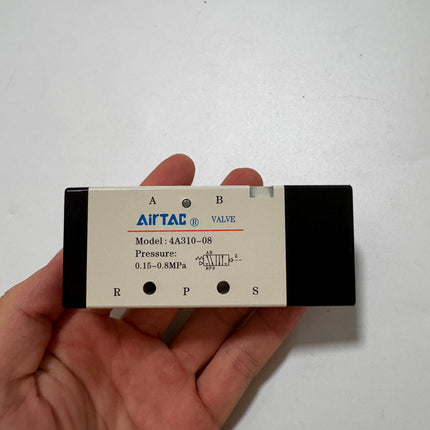 A B
AirTAC ® VALVE
Model: 4A310-08
Pressure:
0.15~0.8MPa
R P S